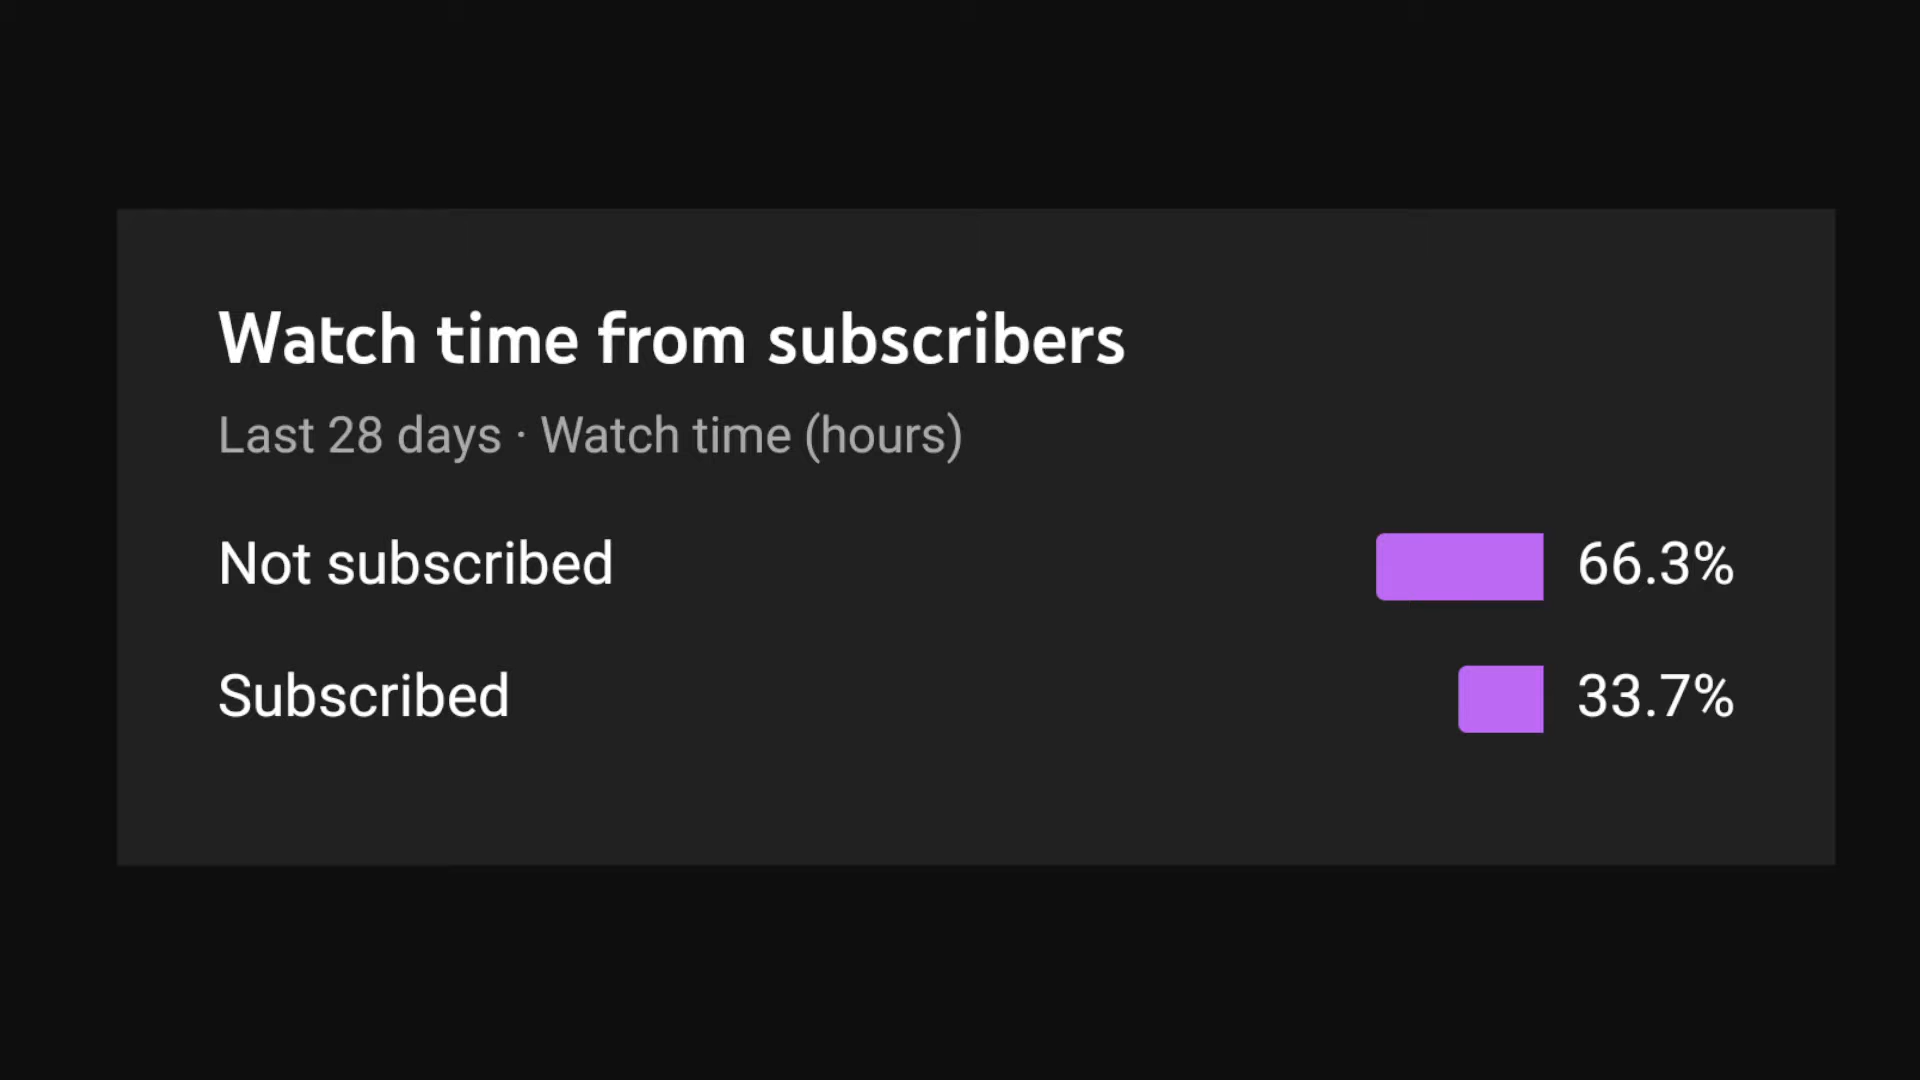 Watch time from subscribers
Last 28 days · Watch time (hours)
Not subscribed 66.3%
Subscribed 33.7%